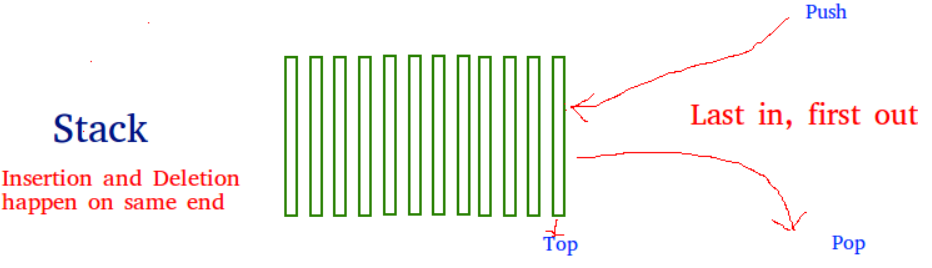 Push
Last in, first out
Stack
Insertion and Deletion
happen on same end
Top
Pop